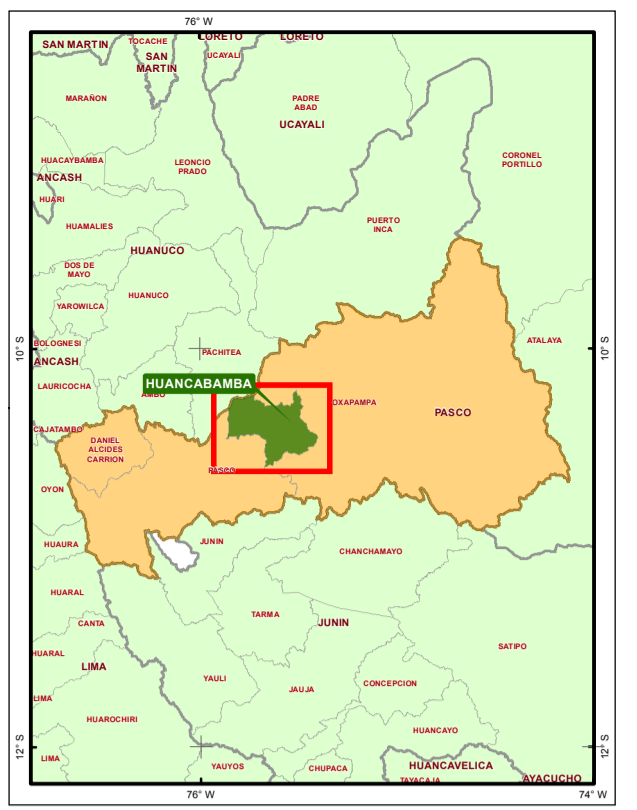 76° W
LORETO
LORETO
SAN MARTIN
TOCACHE
SAN
MARTIN
UCAYALI
MARAÑON
PADRE
ABAD
UCAYALI
CORONEL
PORTILLO
HUACAYBAMBA
LEONCIO
PRADO
ANCASH
HUARI
HUAMALIES
PUERTO
INCA
HUANUCO
DOS DE
MAYO
HUANUCO
YAROWILCA
10° S
BOLOGNESI
PACHITEA
ATALAYA
10° S
ANCASH
LAURICOCHA
HUANCABAMBA
AMBO
OXAPAMPA
PASCO
CAJATAMBO
DANIEL
ALCIDES
CARRION
PASCO
OYON
HUAURA
JUNIN
CHANCHAMAYO
HUARAL
CANTA
TARMA
JUNIN
HUARAL
LIMA
SATIPO
YAULI
JAUJA
CONCEPCION
LIMA
HUAROCHIRI
HUANCAYO
12° S
12° S
LIMA
YAUYOS
CHUPACA
HUANCAVELICA
TAYACAJA
AYACUCHO
76° W
74° W